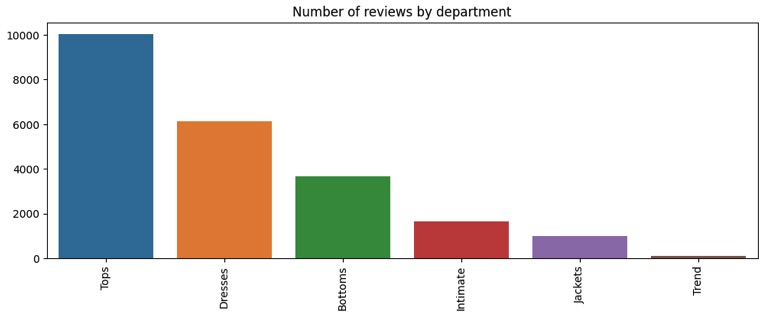 Number of reviews by department
10000
8000
6000
4000
2000
0
Tops
Dresses
Bottoms
Intimate
Jackets
Trend